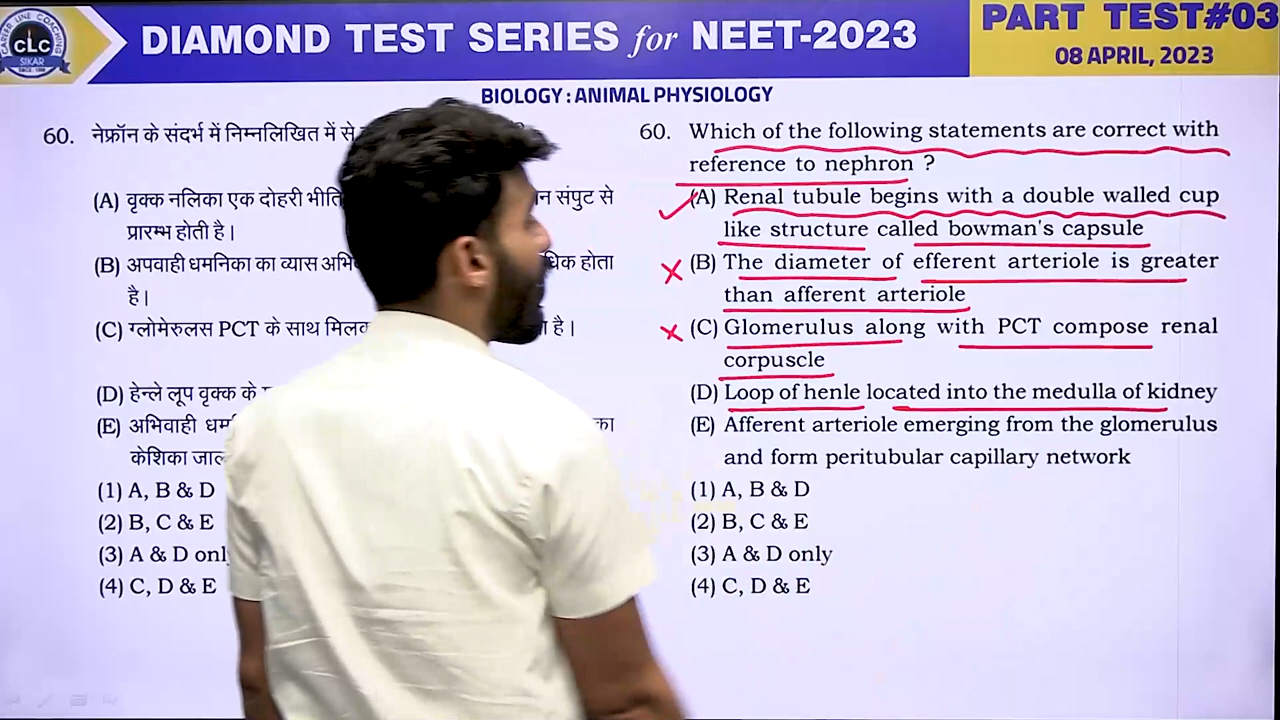 CAREER LINE COACHING
CLC
SIKAR
DIAMOND TEST SERIES for NEET-2023
PART TEST#03
08 APRIL, 2023
BIOLOGY : ANIMAL PHYSIOLOGY
60. नेफ्रॉन के संदर्भ में निम्नलिखित में से
(A) वृक्क नलिका एक दोहरी
संपुट से
प्रारम्भ होती है।
(B) अपवाही धमनिका का व्यास
होता
है।
(C) ग्लोमेरुलस PCT के साथ
है।
(D) हेन्ले लूप वृक्क के
(E) अभिवाही
का
केशिका
(1) A, B & D
(2) B, C & E
(3) A & D only
(4) C, D & E
60. Which of the following statements are correct with
reference to nephron ?
(A) Renal tubule begins with a double walled cup
like structure called bowman's capsule
(B) The diameter of efferent arteriole is greater
than afferent arteriole
(C) Glomerulus along with PCT compose renal
corpuscle
(D) Loop of henle located into the medulla of kidney
(E) Afferent arteriole emerging from the glomerulus
and form peritubular capillary network
(1) A, B & D
(2) B, C & E
(3) A & D only
(4) C, D & E